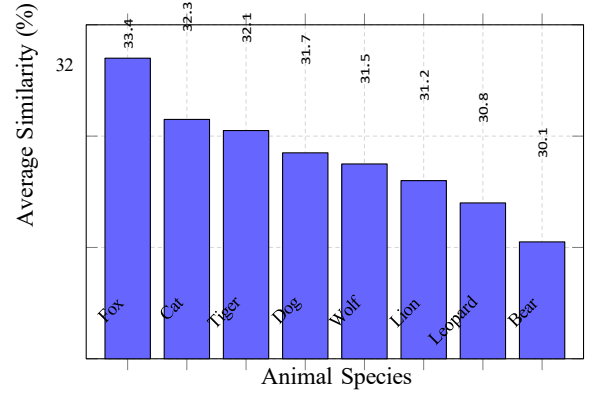 Average Similarity (%)
32
33.4
32.3
32.1
31.7
31.5
31.2
30.8
30.1
Fox
Cat
Tiger
Dog
Wolf
Lion
Leopard
Bear
Animal Species